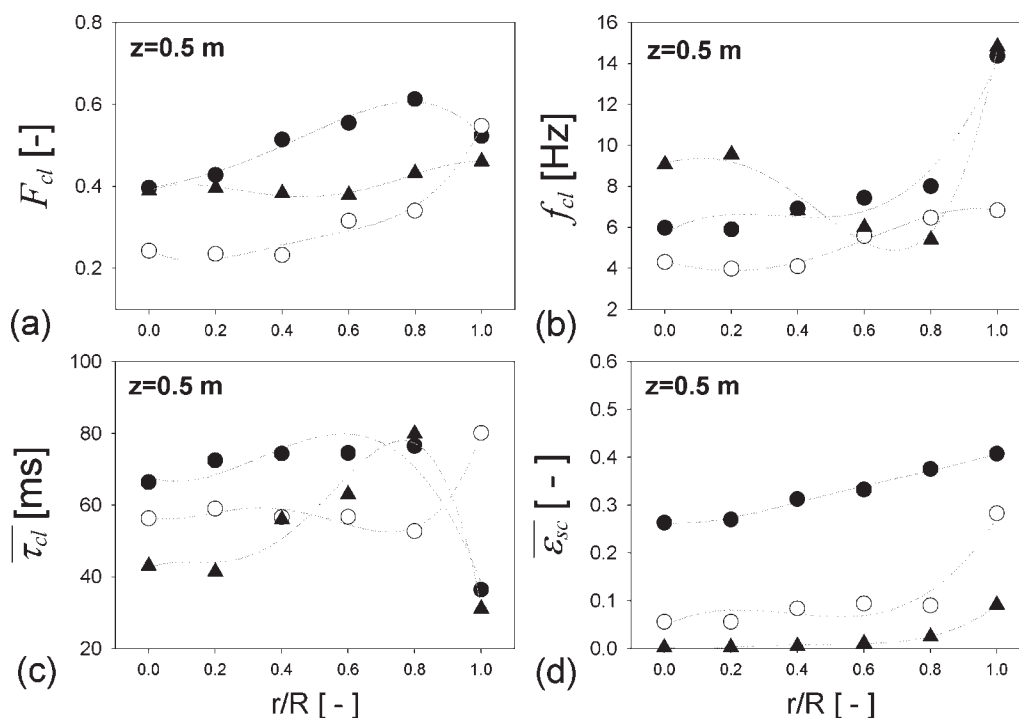 z=0.5 m
F_cl [-]
0.8
0.6
0.4
0.2
0.0 0.2 0.4 0.6 0.8 1.0
(a)
z=0.5 m
f_cl [Hz]
16
14
12
10
8
6
4
2
0.0 0.2 0.4 0.6 0.8 1.0
(b)
z=0.5 m
τ̅_cl [ms]
100
80
60
40
20
0.0 0.2 0.4 0.6 0.8 1.0
(c)
r/R [ - ]
z=0.5 m
ε̅_sc [ - ]
0.6
0.5
0.4
0.3
0.2
0.1
0.0
0.0 0.2 0.4 0.6 0.8 1.0
(d)
r/R [ - ]